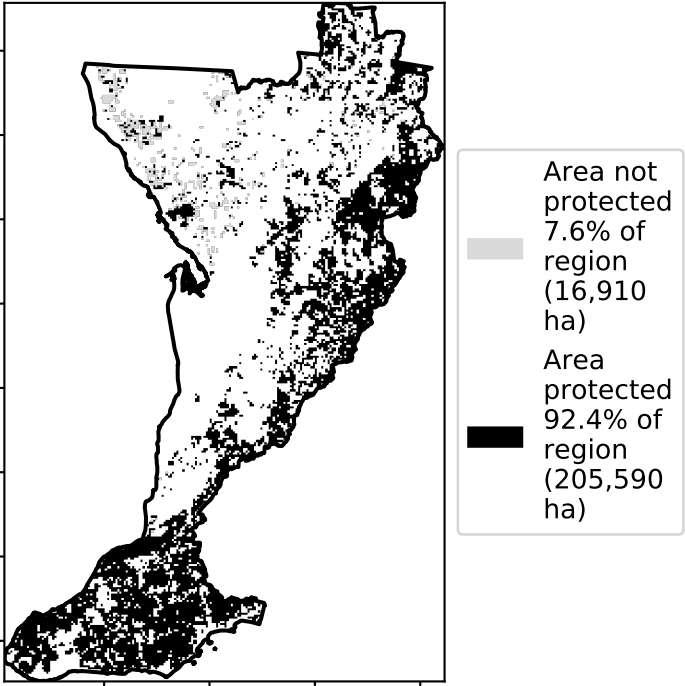 Area not
protected
7.6% of
region
(16,910
ha)
Area
protected
92.4% of
region
(205,590
ha)